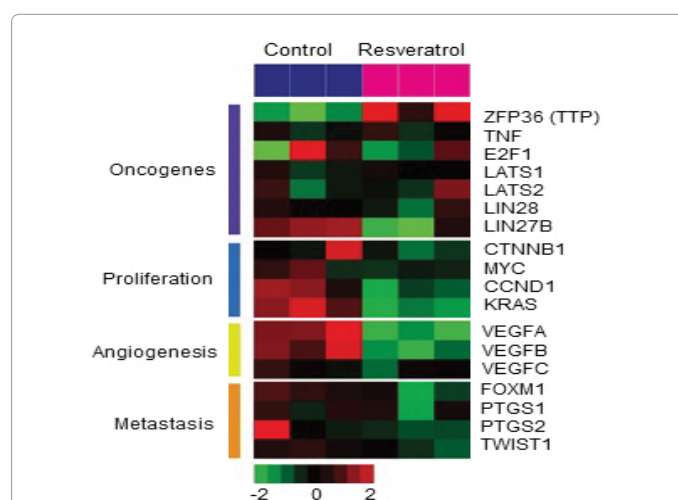 Control Resveratrol
Oncogenes
ZFP36 (TTP)
TNF
E2F1
LATS1
LATS2
LIN28
LIN27B
Proliferation
CTNNB1
MYC
CCND1
KRAS
Angiogenesis
VEGFA
VEGFB
VEGFC
Metastasis
FOXM1
PTGS1
PTGS2
TWIST1
-2 0 2